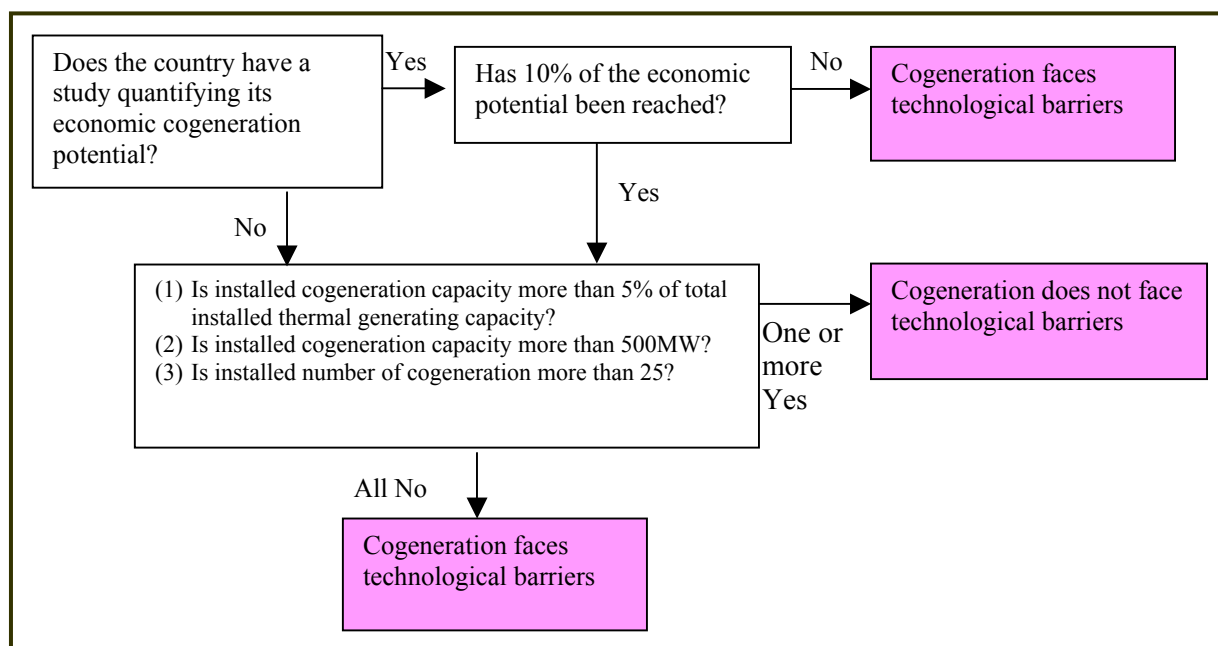 Does the country have a
study quantifying its
economic cogeneration
potential?
Yes
Has 10% of the economic
potential been reached?
No
Cogeneration faces
technological barriers
No
Yes
(1) Is installed cogeneration capacity more than 5% of total
installed thermal generating capacity?
(2) Is installed cogeneration capacity more than 500MW?
(3) Is installed number of cogeneration more than 25?
One or
more
Yes
Cogeneration does not face
technological barriers
All No
Cogeneration faces
technological barriers